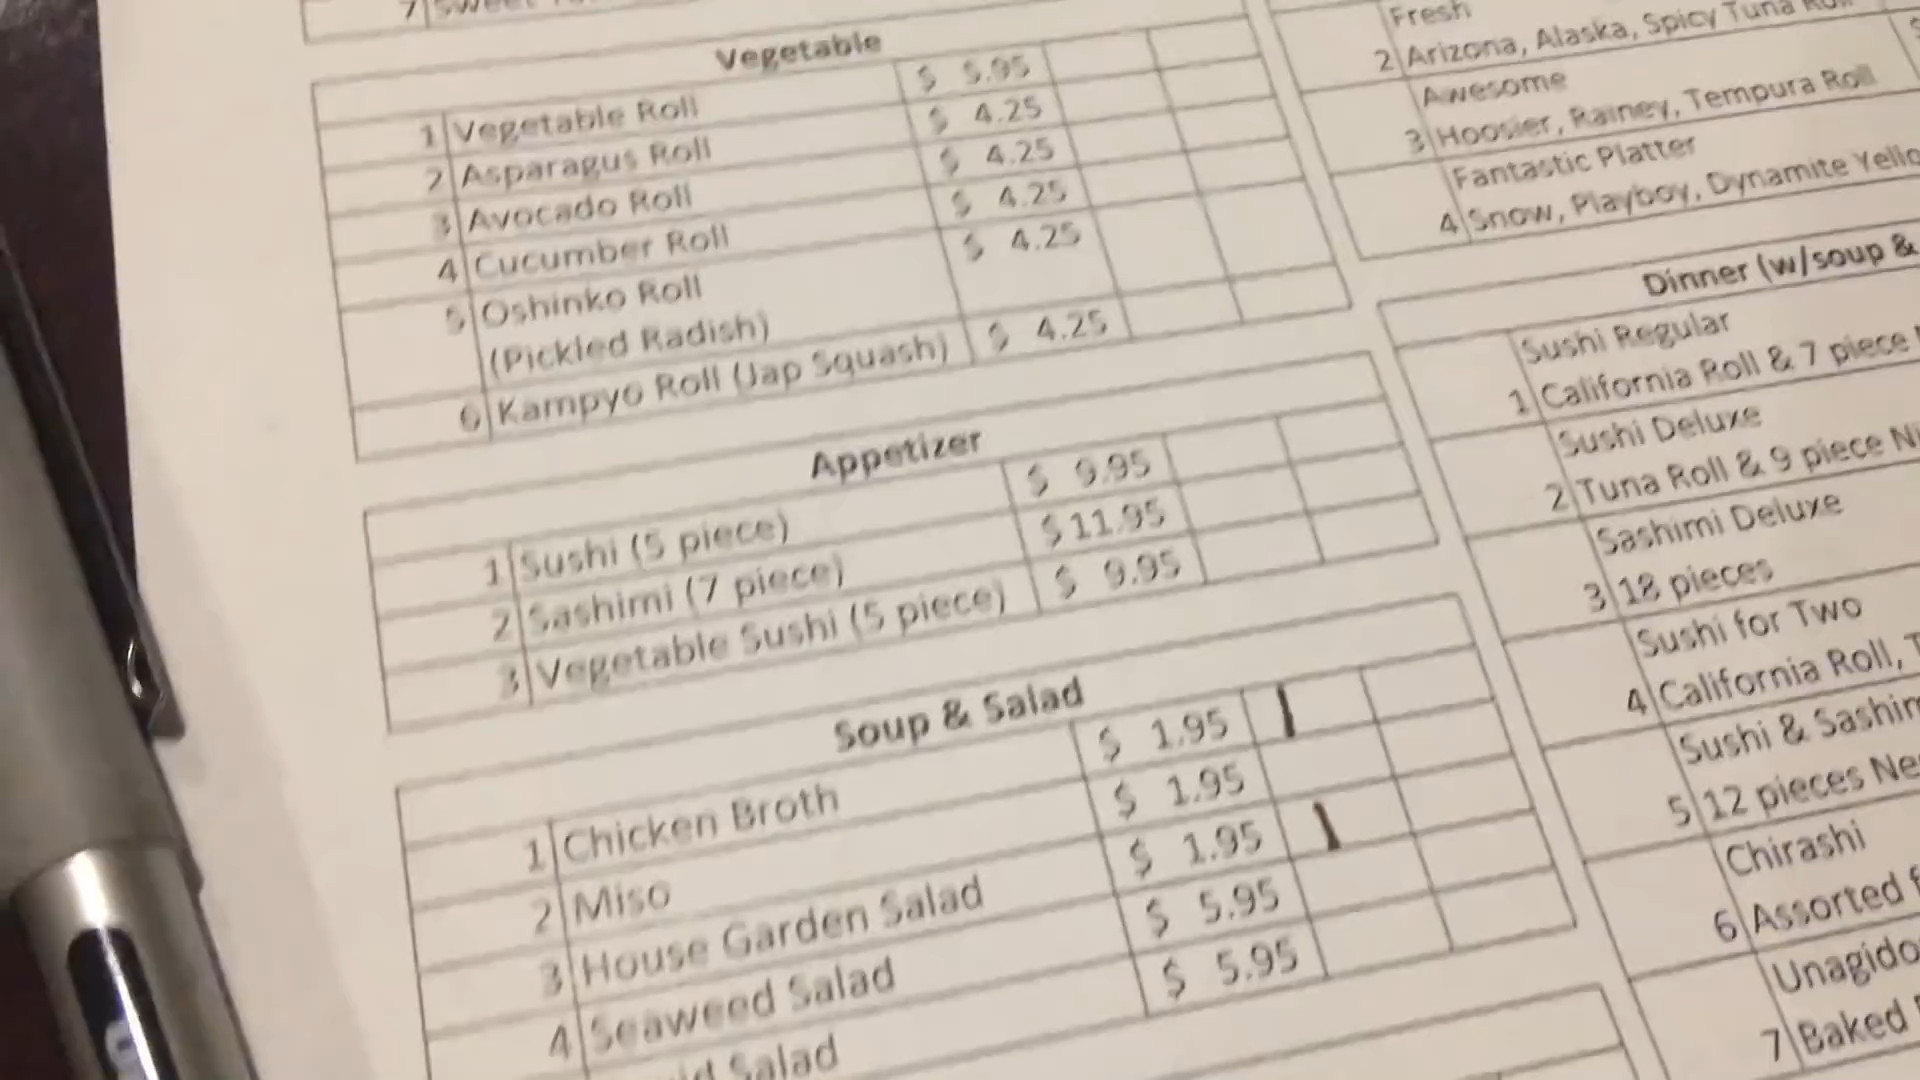 Vegetable
1 Vegetable Roll $ 5.95
2 Asparagus Roll $ 4.25
3 Avocado Roll $ 4.25
4 Cucumber Roll $ 4.25
5 Oshinko Roll $ 4.25
(Pickled Radish)
6 Kampyo Roll (Jap Squash) $ 4.25
Appetizer
1 Sushi (5 piece) $ 9.95
2 Sashimi (7 piece) $ 11.95
3 Vegetable Sushi (5 piece) $ 9.95
Soup & Salad
1 Chicken Broth $ 1.95 1
2 Miso $ 1.95
3 House Garden Salad $ 1.95 1
4 Seaweed Salad $ 5.95
Salad $ 5.95
Fresh
2 Arizona, Alaska, Spicy Tuna Roll
Awesome
3 Hoosier, Rainey, Tempura Roll
Fantastic Platter
4 Snow, Playboy, Dynamite
Dinner (w/soup &
Sushi Regular
1 California Roll & 7 piece
Sushi Deluxe
2 Tuna Roll & 9 piece
Sashimi Deluxe
3 18 pieces
Sushi for Two
4 California Roll,
Sushi &
5 12 pieces
Chirashi
6 Assorted
7 Baked